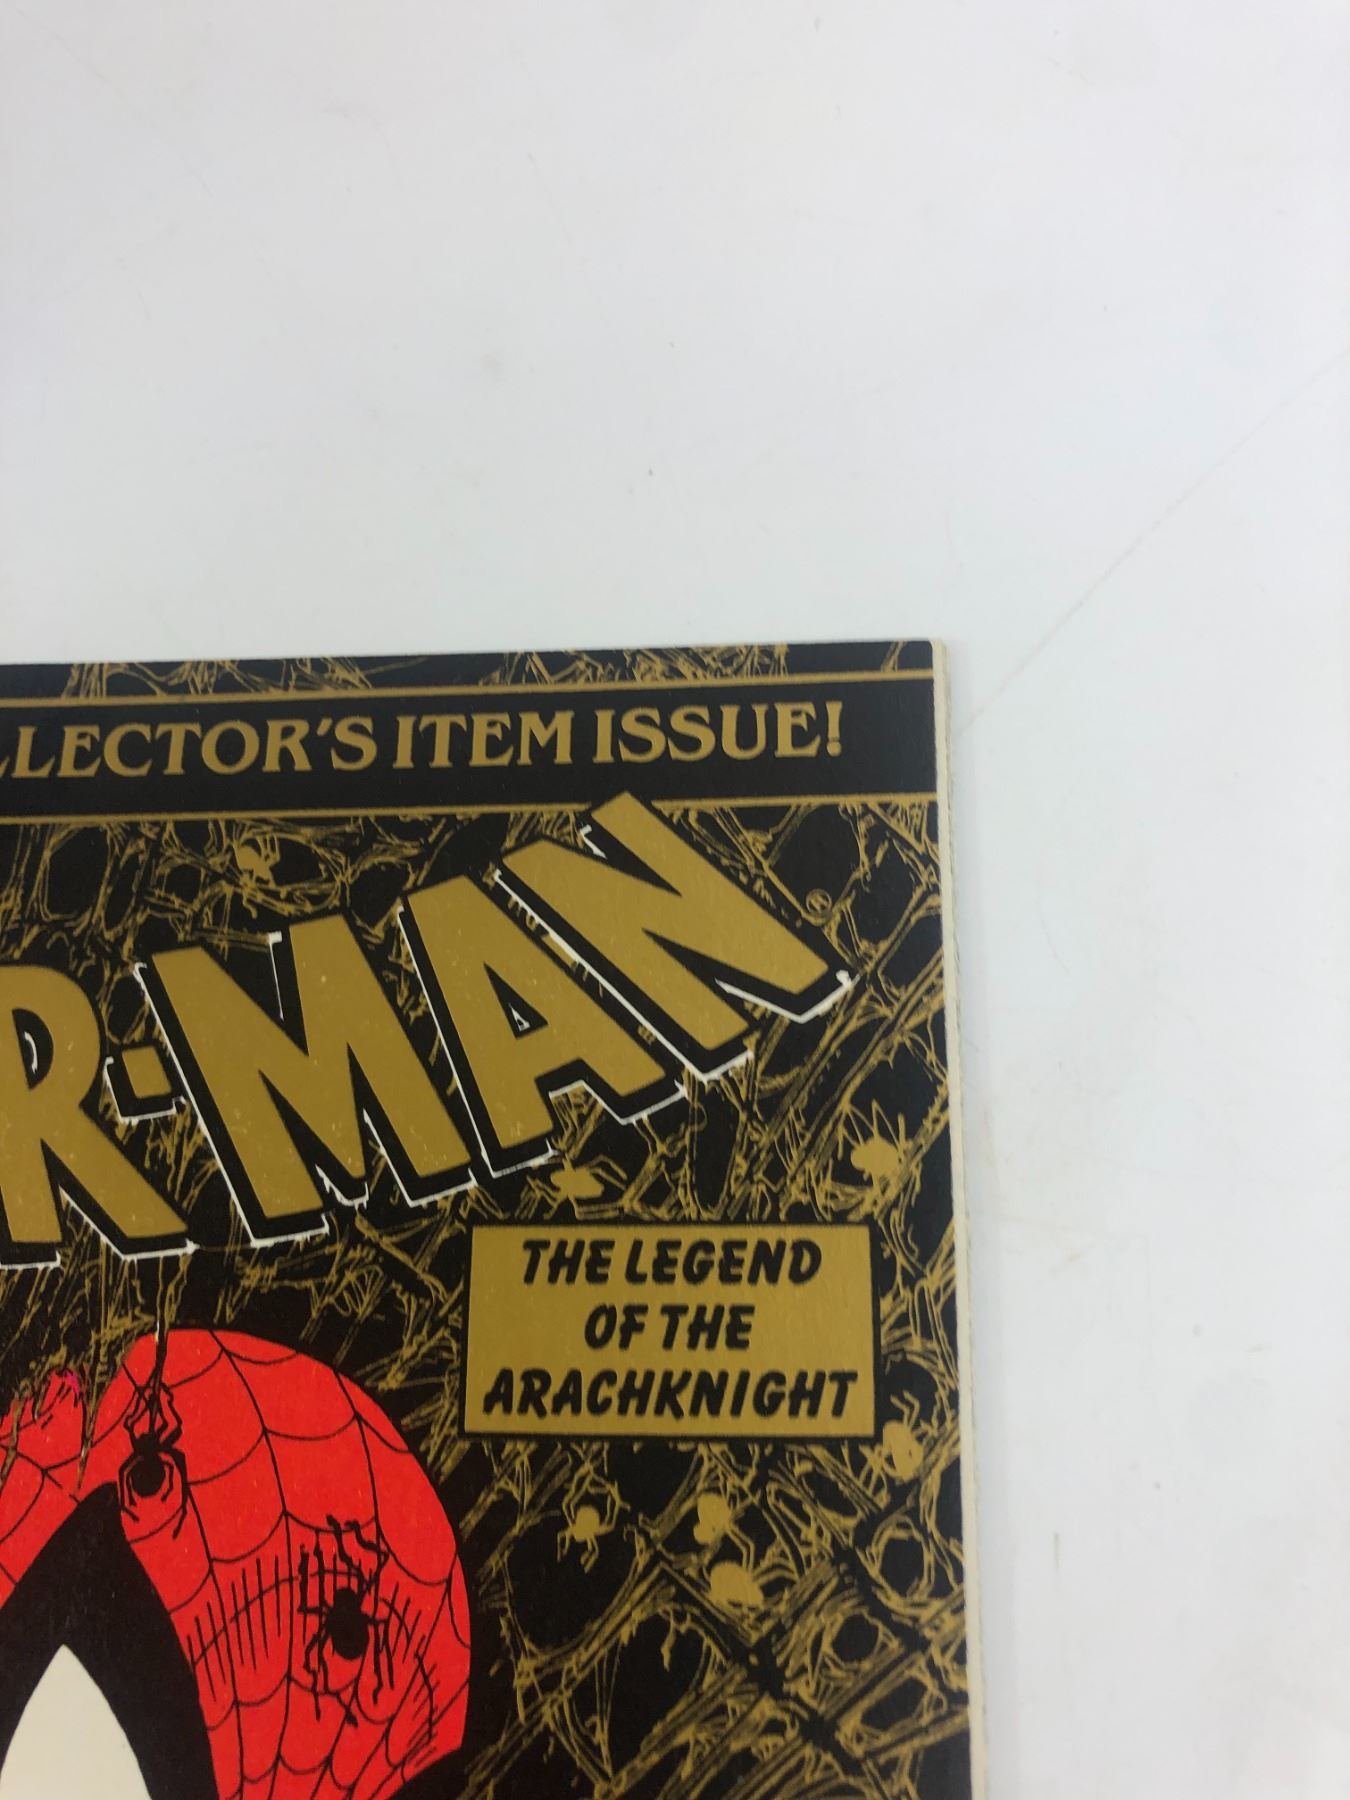 LLECTOR'S ITEM ISSUE!
R-MAN
®
THE LEGEND
OF THE
ARACHKNIGHT